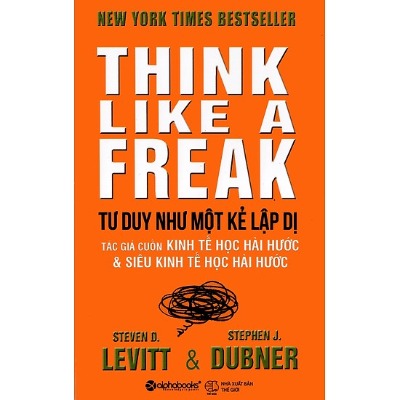 NEW YORK TIMES BESTSELLER
THINK
LIKE A
FREAK
TƯ DUY NHƯ MỘT KẺ LẬP DỊ
TÁC GIẢ CUỐN KINH TẾ HỌC HÀI HƯỚC
& SIÊU KINH TẾ HỌC HÀI HƯỚC
STEVEN D. STEPHEN J.
LEVITT & DUBNER
alphabooks
NHÀ XUẤT BẢN
THẾ GIỚI